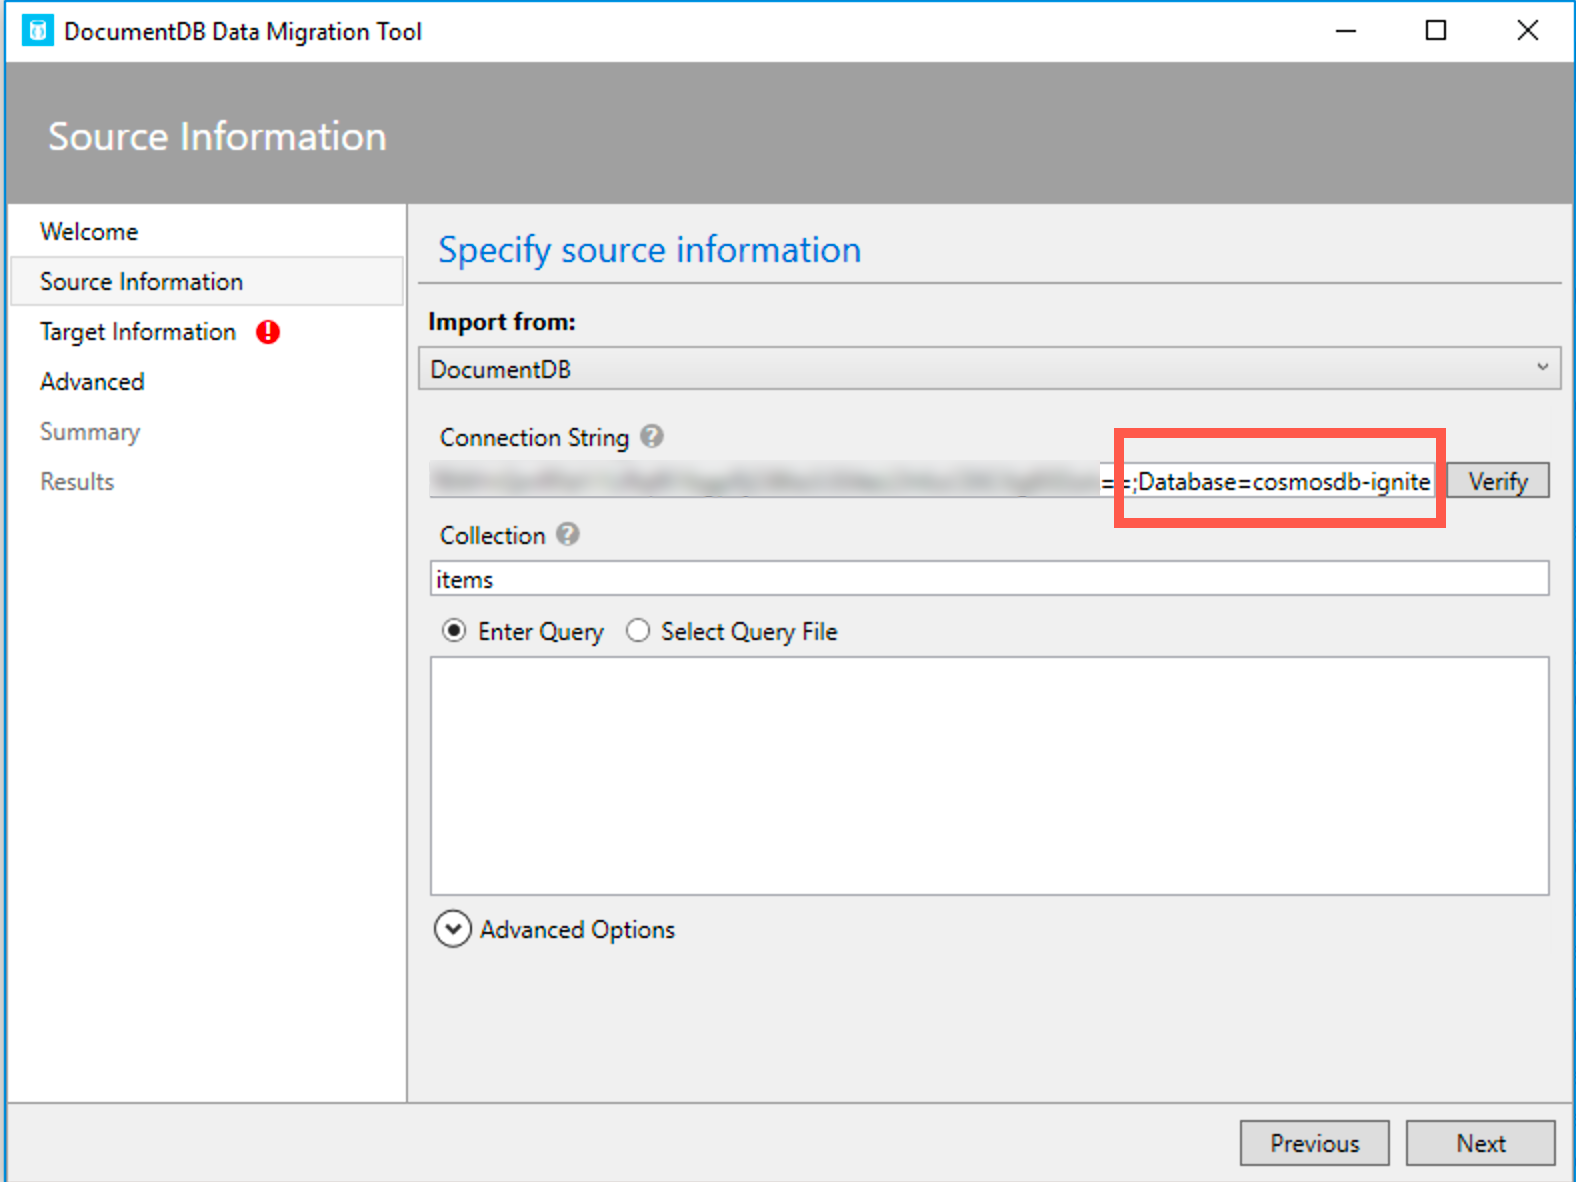 DocumentDB Data Migration Tool
Source Information
Welcome
Source Information
Target Information
Advanced
Summary
Results
Specify source information
Import from:
DocumentDB
Connection String
==;Database=cosmosdb-ignite
Verify
Collection
items
Enter Query Select Query File
Advanced Options
Previous Next